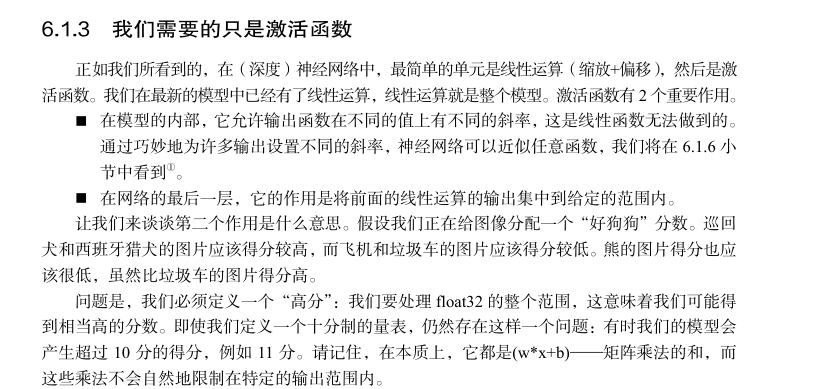 6.1.3 我们需要的只是激活函数
正如我们所看到的，在（深度）神经网络中，最简单的单元是线性运算（缩放+偏移），然后是激
活函数。我们在最新的模型中已经有了线性运算，线性运算就是整个模型。激活函数有 2 个重要作用。
■ 在模型的内部，它允许输出函数在不同的值上有不同的斜率，这是线性函数无法做到的。
通过巧妙地为许多输出设置不同的斜率，神经网络可以近似任意函数，我们将在 6.1.6 小
节中看到①。
■ 在网络的最后一层，它的作用是将前面的线性运算的输出集中到给定的范围内。
让我们来谈谈第二个作用是什么意思。假设我们正在给图像分配一个“好狗狗”分数。巡回
犬和西班牙猎犬的图片应该得分较高，而飞机和垃圾车的图片应该得分较低。熊的图片得分也应
该很低，虽然比垃圾车的图片得分高。
问题是，我们必须定义一个“高分”：我们要处理 float32 的整个范围，这意味着我们可能得
到相当高的分数。即使我们定义一个十分制的量表，仍然存在这样一个问题：有时我们的模型会
产生超过 10 分的得分，例如 11 分。请记住，在本质上，它都是(w*x+b)——矩阵乘法的和，而
这些乘法不会自然地限制在特定的输出范围内。